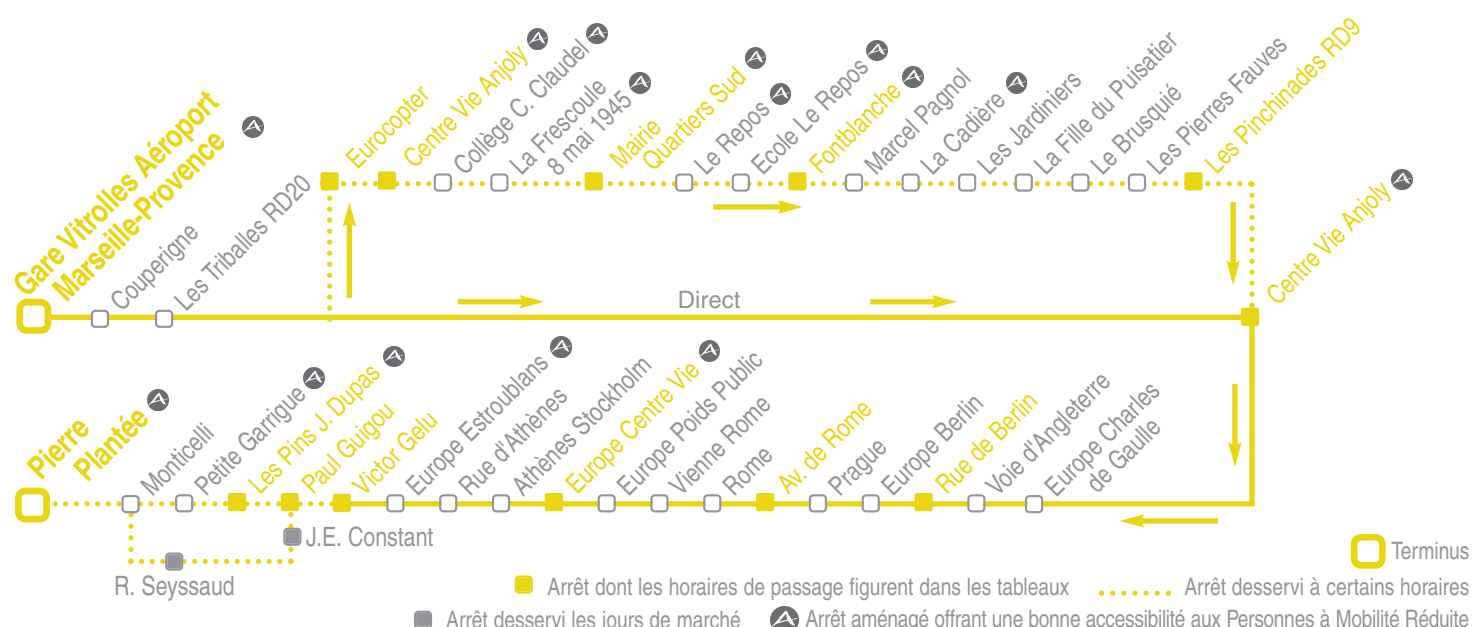 Gare Vitrolles Aéroport
Marseille-Provence
Couperigne
Les Triballes RD20
Eurocopter
Centre Vie Anjoly
Collège C. Claudel
La Frescoule
8 mai 1945
Mairie
Quartiers Sud
Le Repos
Ecole Le Repos
Fontblanche
Marcel Pagnol
La Cadière
Les Jardiniers
La Fille du Puisatier
Le Brusquié
Les Pierres Fauves
Les Pinchinades RD9
Centre Vie Anjoly
Direct
Pierre
Plantée
Monticelli
Petite Garrigue
Les Pins J. Dupas
Paul Guigou
Victor Gelu
Europe Estroublans
Rue d'Athènes
Athènes Stockholm
Europe Centre Vie
Europe Poids Public
Vienne Rome
Rome
Av. de Rome
Prague
Europe Berlin
Rue de Berlin
Voie d'Angleterre
Europe Charles
de Gaulle
J.E. Constant
R. Seyssaud
Terminus
Arrêt dont les horaires de passage figurent dans les tableaux
Arrêt desservi à certains horaires
Arrêt desservi les jours de marché
Arrêt aménagé offrant une bonne accessibilité aux Personnes à Mobilité Réduite